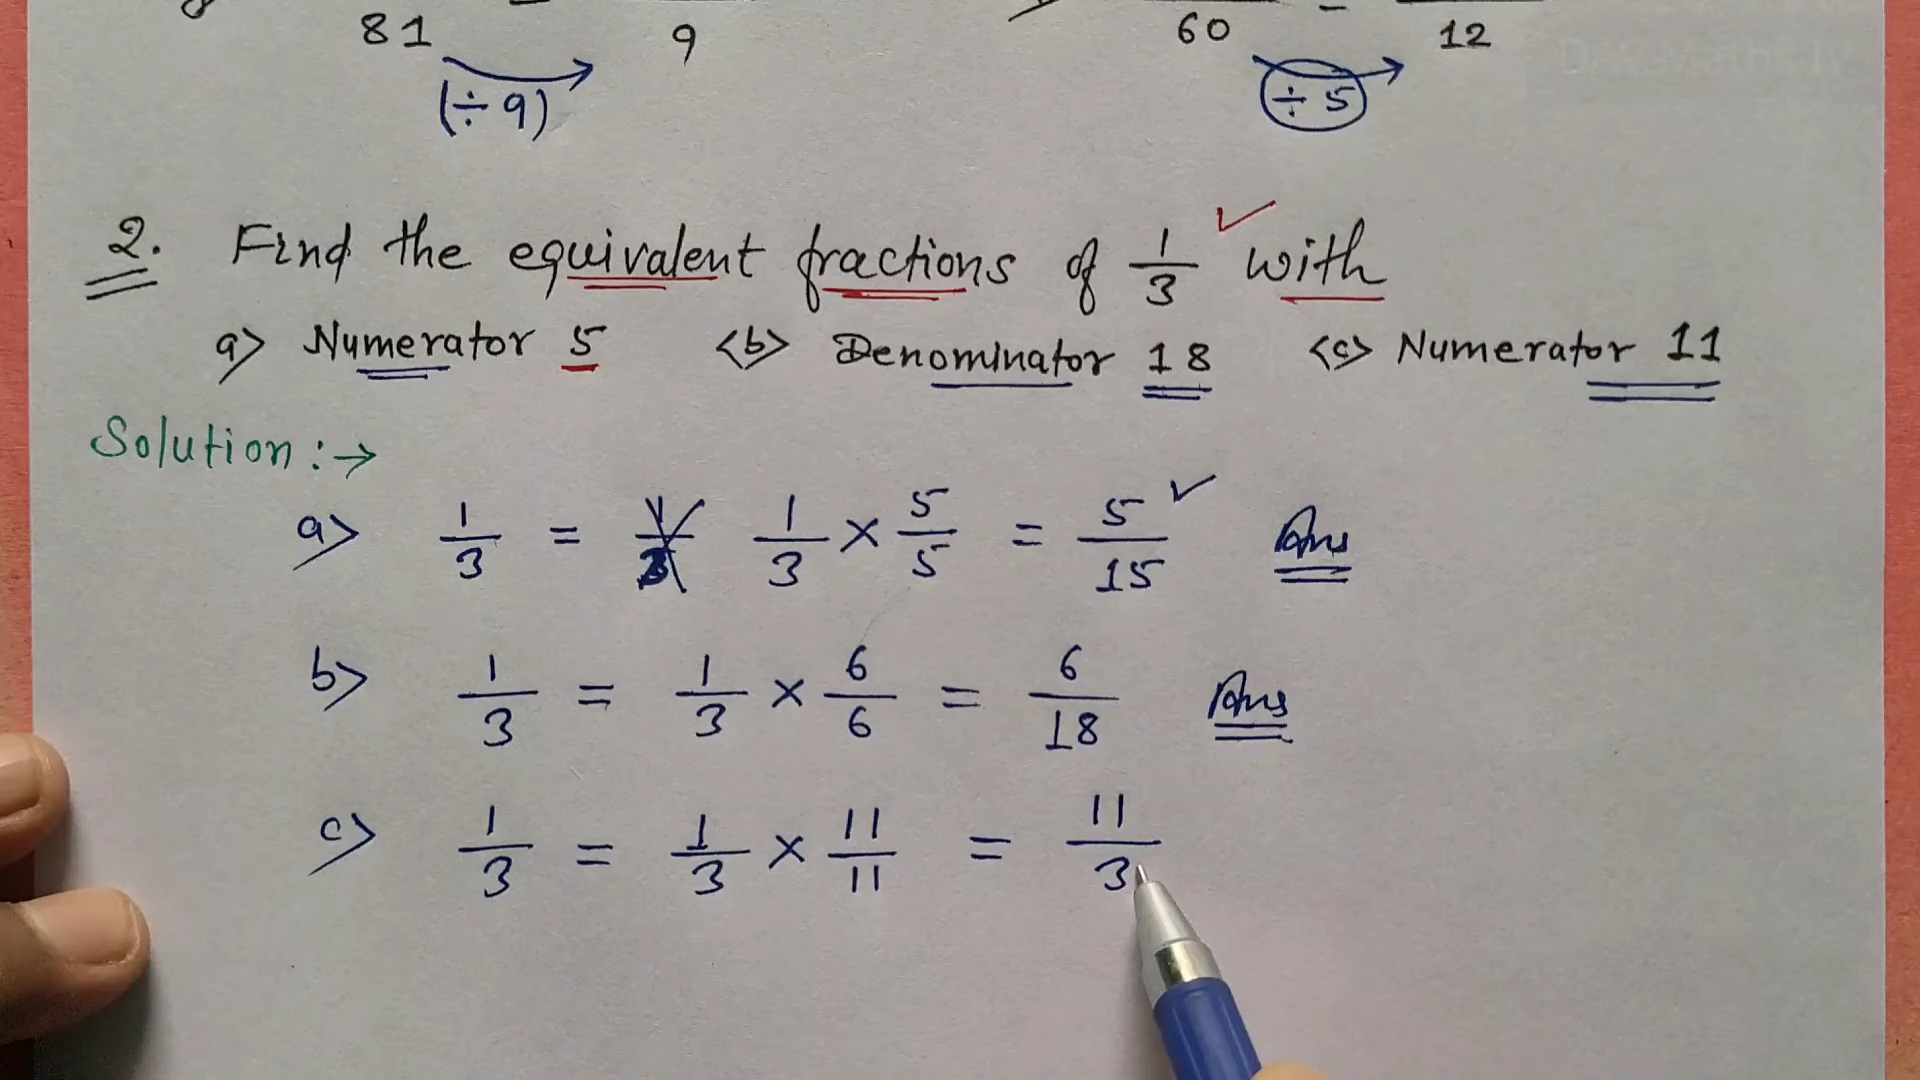 81 = 9 60 = 12
(÷ 9) ÷ 5
2. Find the equivalent fractions of 1/3 ✓ with
a> Numerator 5 <b> Denominator 18 <c> Numerator 11
Solution :→
a> 1/3 = 1/3 × 5/5 = 5/15 ✓ Ans
b> 1/3 = 1/3 × 6/6 = 6/18 Ans
c> 1/3 = 1/3 × 11/11 = 11/3